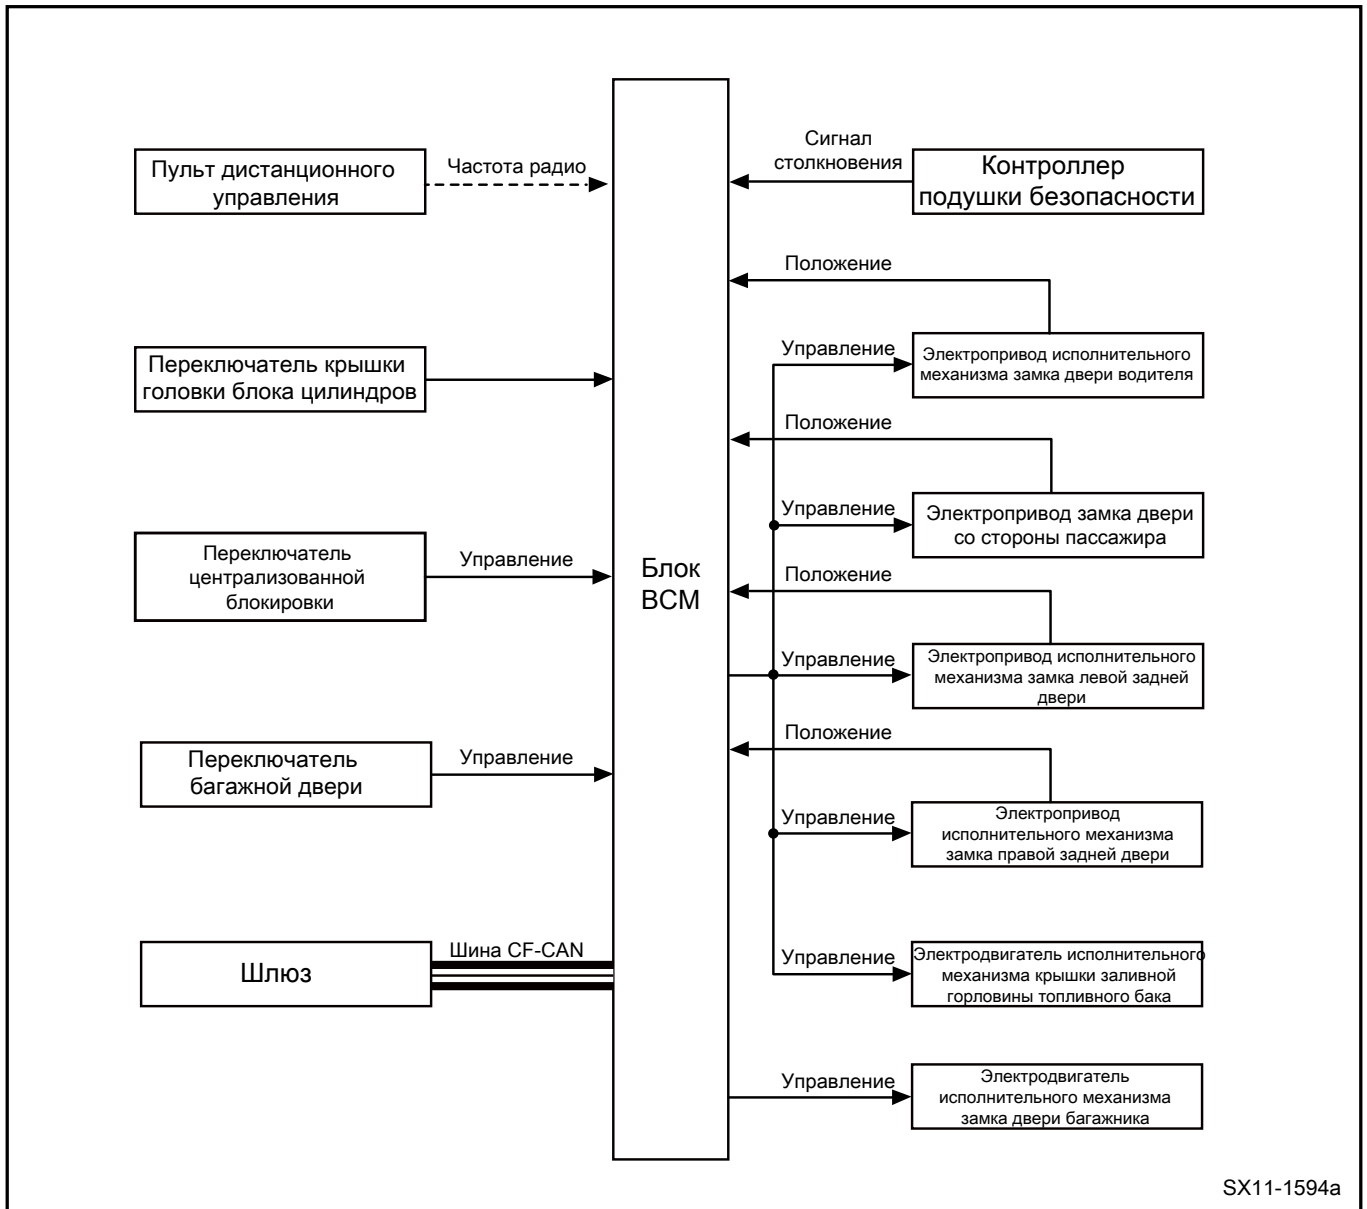 Пульт дистанционного
управления
Частота радио
Переключатель крышки
головки блока цилиндров
Переключатель
централизованной
блокировки
Управление
Переключатель
багажной двери
Управление
Шлюз
Шина CF-CAN
Блок
BCM
Сигнал
столкновения
Контроллер
подушки безопасности
Положение
Управление
Электропривод исполнительного
механизма замка двери водителя
Положение
Управление
Электропривод замка двери
со стороны пассажира
Положение
Управление
Электропривод исполнительного
механизма замка левой задней
двери
Положение
Управление
Электропривод
исполнительного механизма
замка правой задней двери
Управление
Электродвигатель исполнительного
механизма крышки заливной
горловины топливного бака
Управление
Электродвигатель
исполнительного механизма
замка двери багажника
SX11-1594a